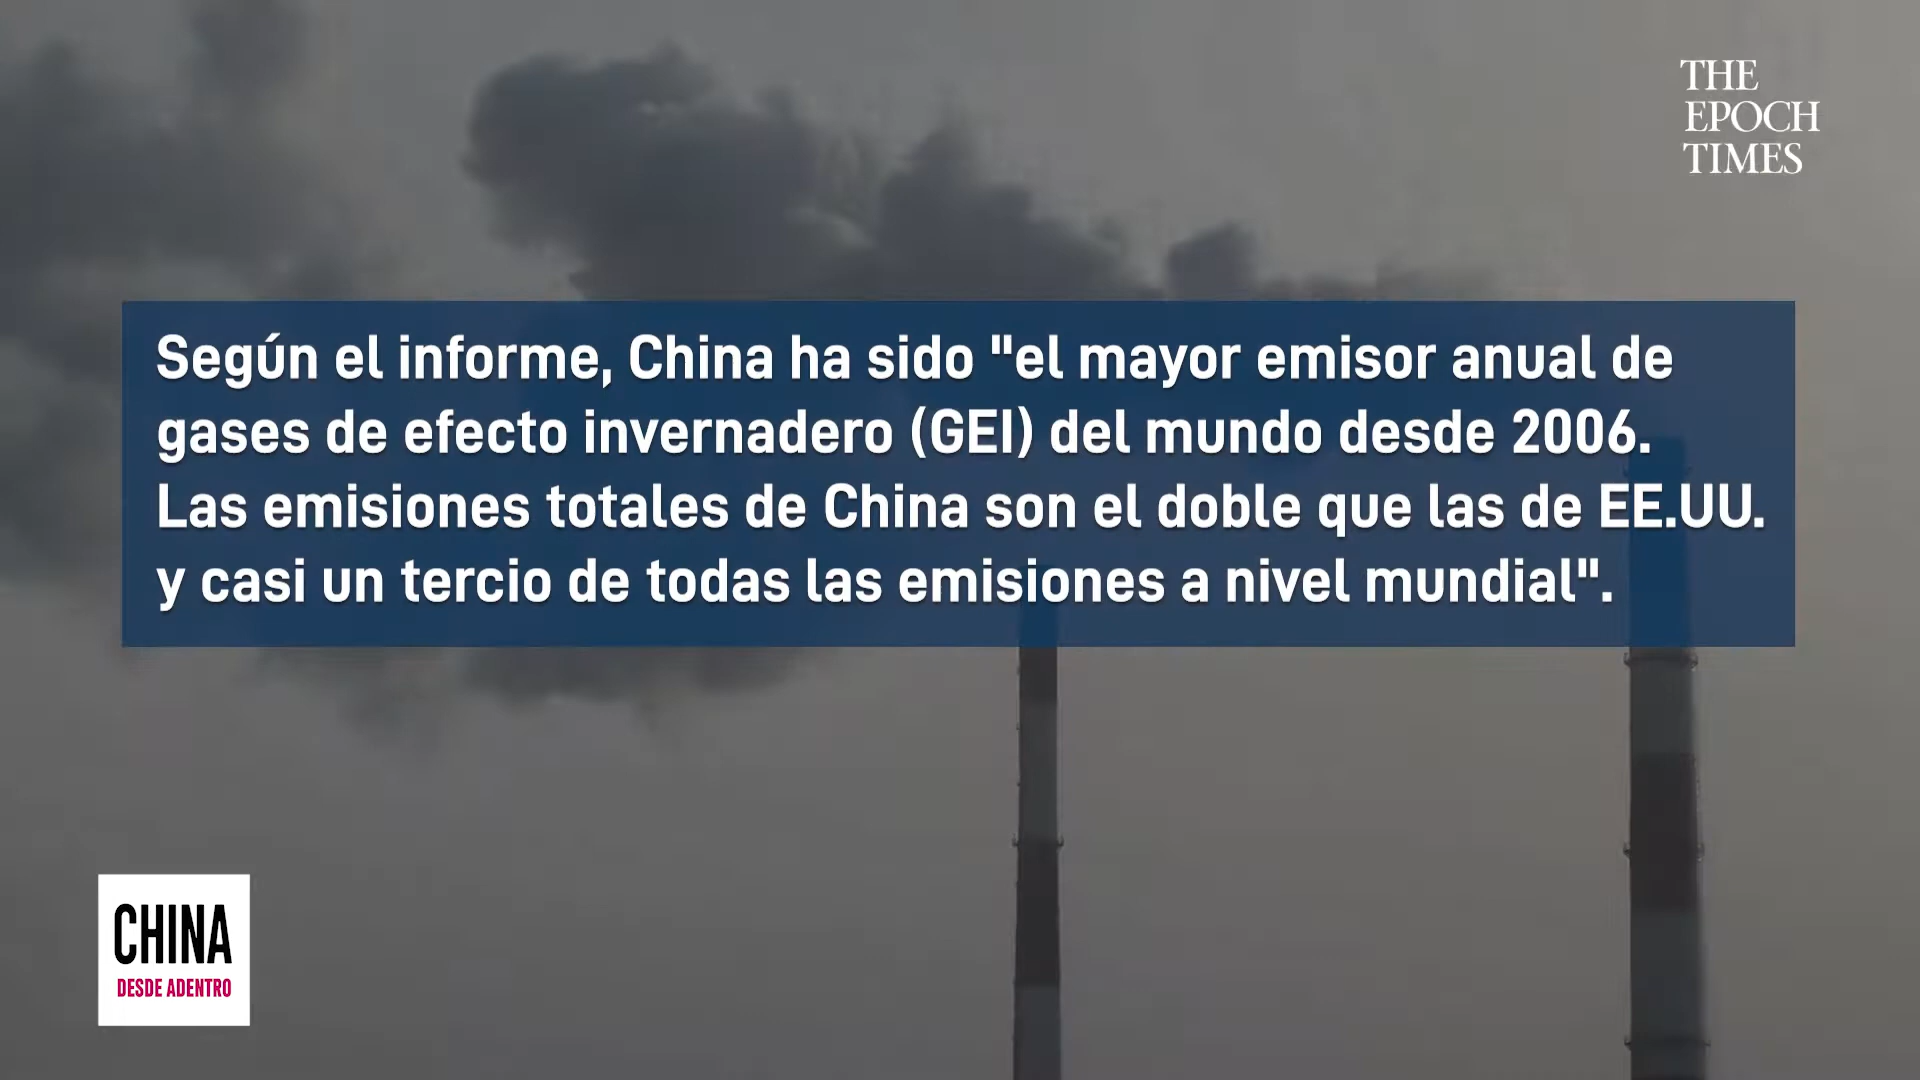 THE
EPOCH
TIMES
Según el informe, China ha sido "el mayor emisor anual de
gases de efecto invernadero (GEI) del mundo desde 2006.
Las emisiones totales de China son el doble que las de EE.UU.
y casi un tercio de todas las emisiones a nivel mundial".
CHINA
DESDE ADENTRO